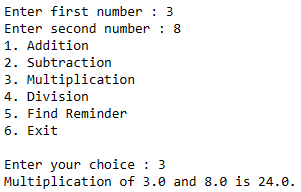 Enter first number : 3
Enter second number : 8
1. Addition
2. Subtraction
3. Multiplication
4. Division
5. Find Reminder
6. Exit
Enter your choice : 3
Multiplication of 3.0 and 8.0 is 24.0.